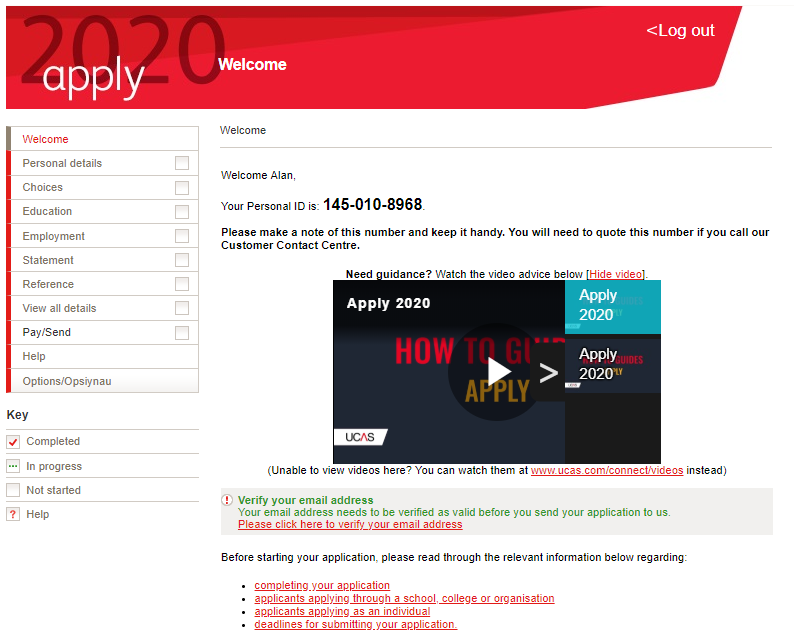 2020
apply
Welcome
<Log out
Welcome
Personal details
Choices
Education
Employment
Statement
Reference
View all details
Pay/Send
Help
Options/Opsiynau
Key
Completed
In progress
Not started
? Help
Welcome
Welcome Alan,
Your Personal ID is: 145-010-8968.
Please make a note of this number and keep it handy. You will need to quote this number if you call our
Customer Contact Centre.
Need guidance? Watch the video advice below [Hide video].
Apply 2020
HOW TO GUID
APPLY
UCAS
>
Apply
2020
Apply
2020
(Unable to view videos here? You can watch them at www.ucas.com/connect/videos instead)
! Verify your email address
Your email address needs to be verified as valid before you send your application to us.
Please click here to verify your email address
Before starting your application, please read through the relevant information below regarding:
• completing your application
• applicants applying through a school, college or organisation
• applicants applying as an individual
• deadlines for submitting your application.